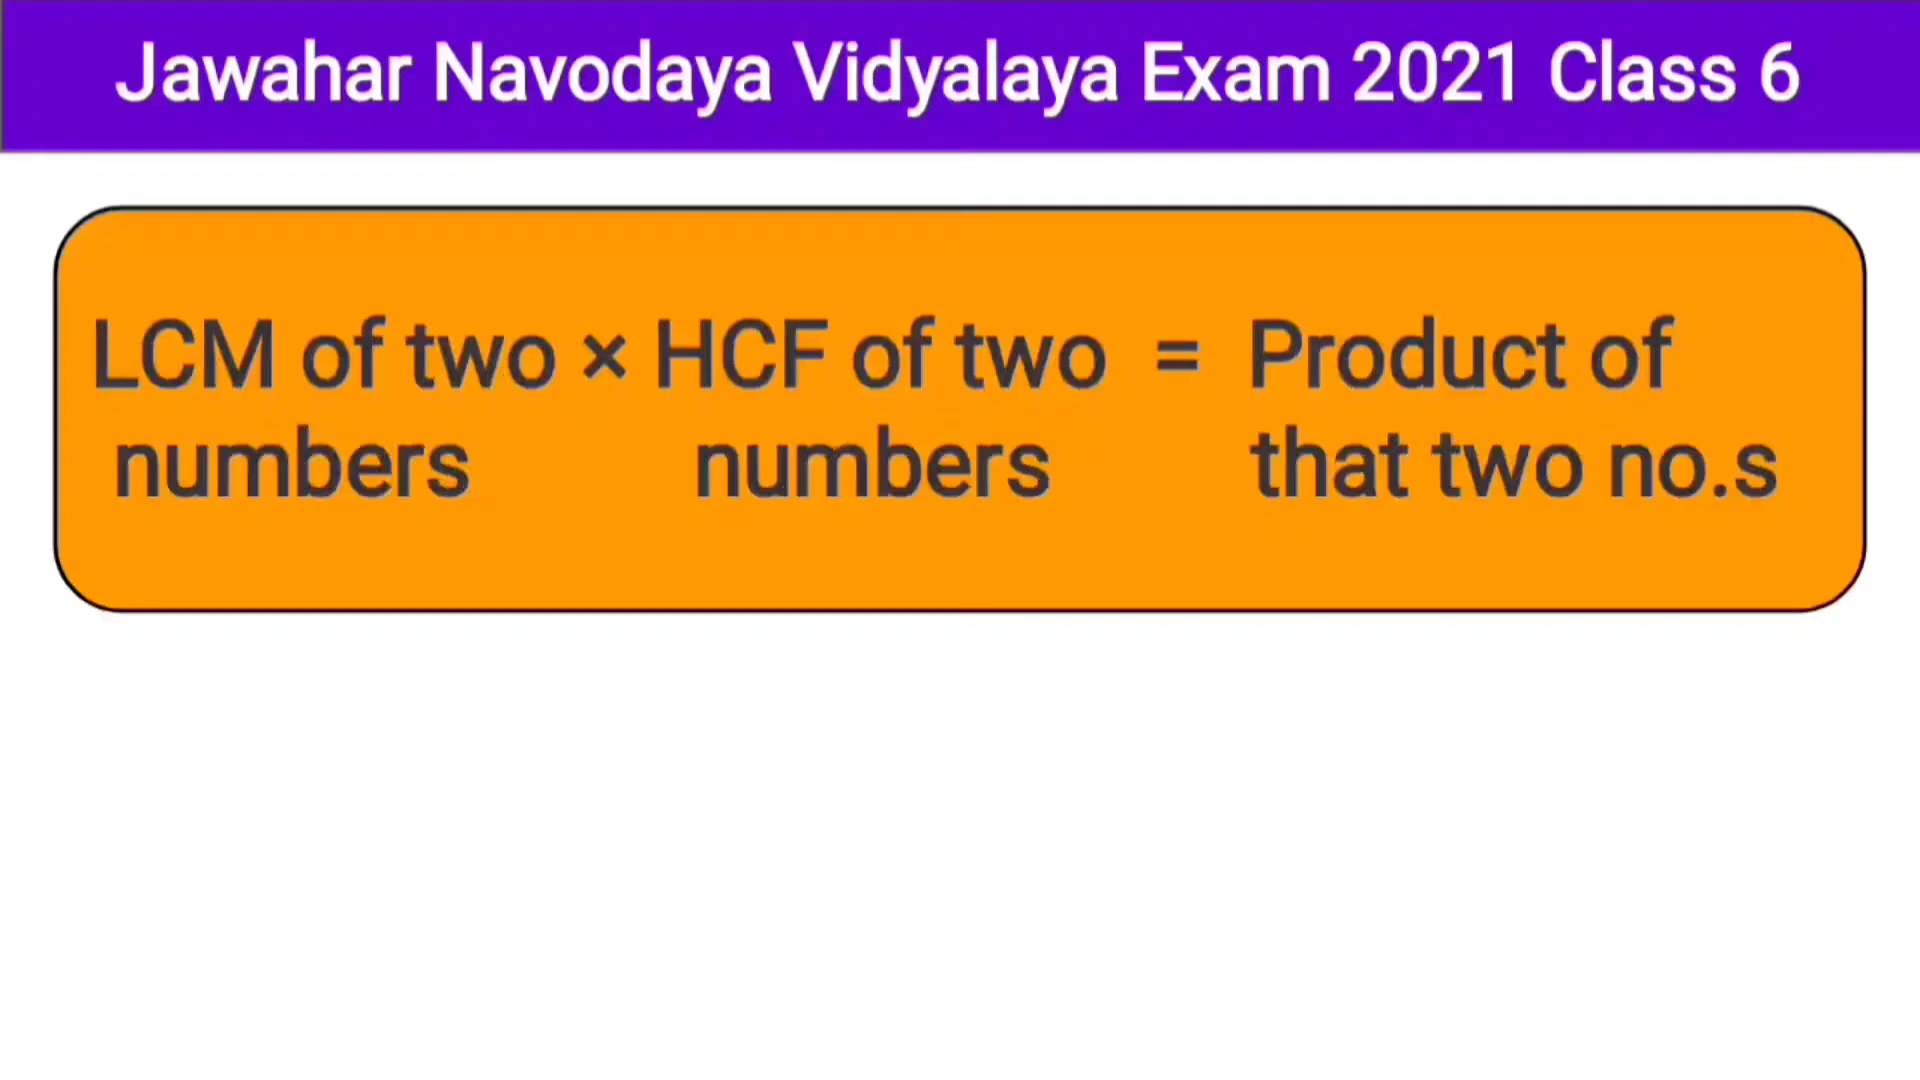 Jawahar Navodaya Vidyalaya Exam 2021 Class 6
LCM of two × HCF of two = Product of
numbers numbers that two no.s